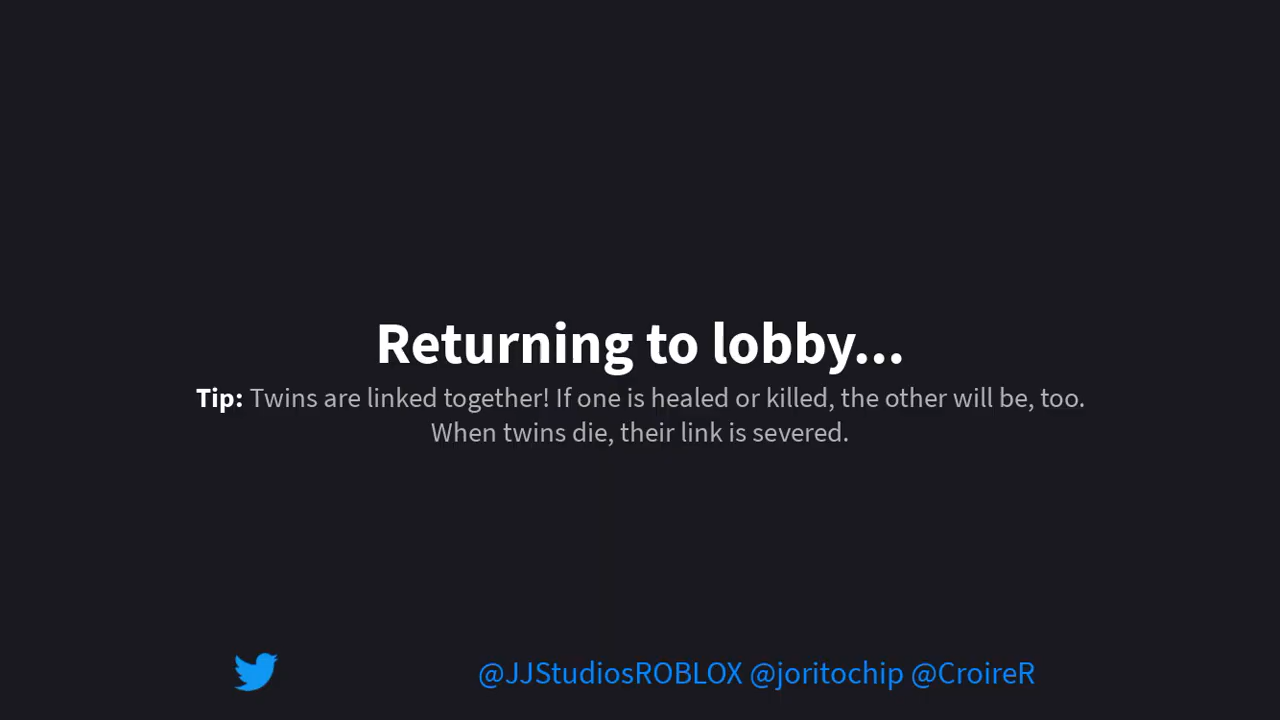 Returning to lobby...
Tip: Twins are linked together! If one is healed or killed, the other will be, too.
When twins die, their link is severed.
@JJStudiosROBLOX @joritochip @CroireR